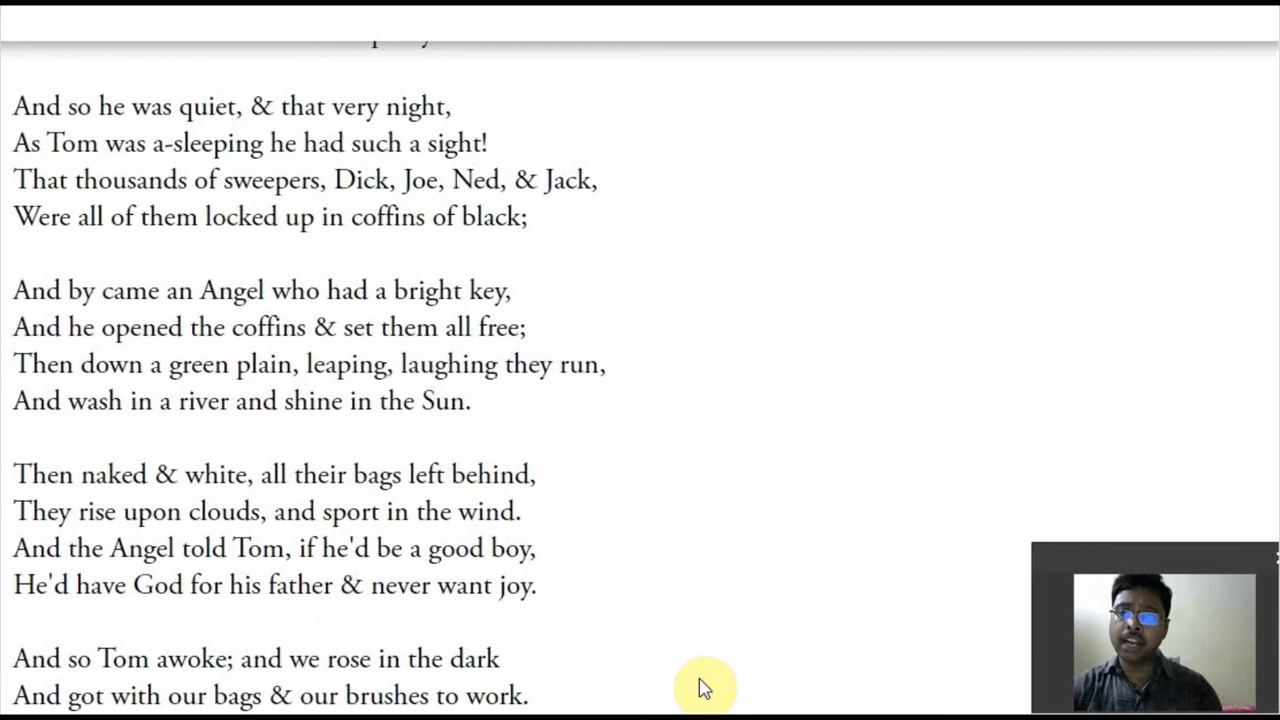 And so he was quiet, & that very night,
As Tom was a-sleeping he had such a sight!
That thousands of sweepers, Dick, Joe, Ned, & Jack,
Were all of them locked up in coffins of black;
And by came an Angel who had a bright key,
And he opened the coffins & set them all free;
Then down a green plain, leaping, laughing they run,
And wash in a river and shine in the Sun.
Then naked & white, all their bags left behind,
They rise upon clouds, and sport in the wind.
And the Angel told Tom, if he'd be a good boy,
He'd have God for his father & never want joy.
And so Tom awoke; and we rose in the dark
And got with our bags & our brushes to work.